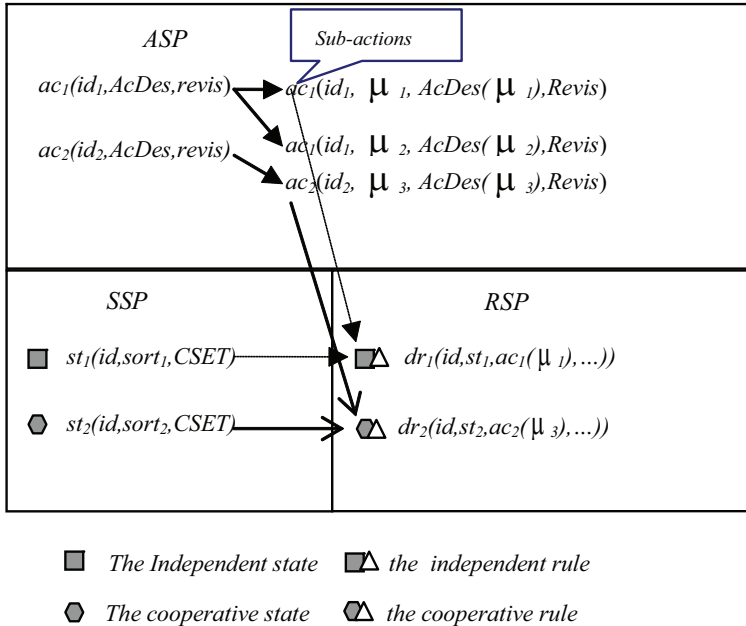 ASP
Sub-actions
ac1(id1,AcDes,revis) ac1(id1, μ 1, AcDes(μ 1),Revis)
ac2(id2,AcDes,revis) ac1(id1, μ 2, AcDes(μ 2),Revis)
ac2(id2, μ 3, AcDes(μ 3),Revis)
SSP RSP
st1(id,sort1,CSET) dr1(id,st1,ac1(μ 1),...))
st2(id,sort2,CSET) dr2(id,st2,ac2(μ 3),...))
The Independent state the independent rule
The cooperative state the cooperative rule